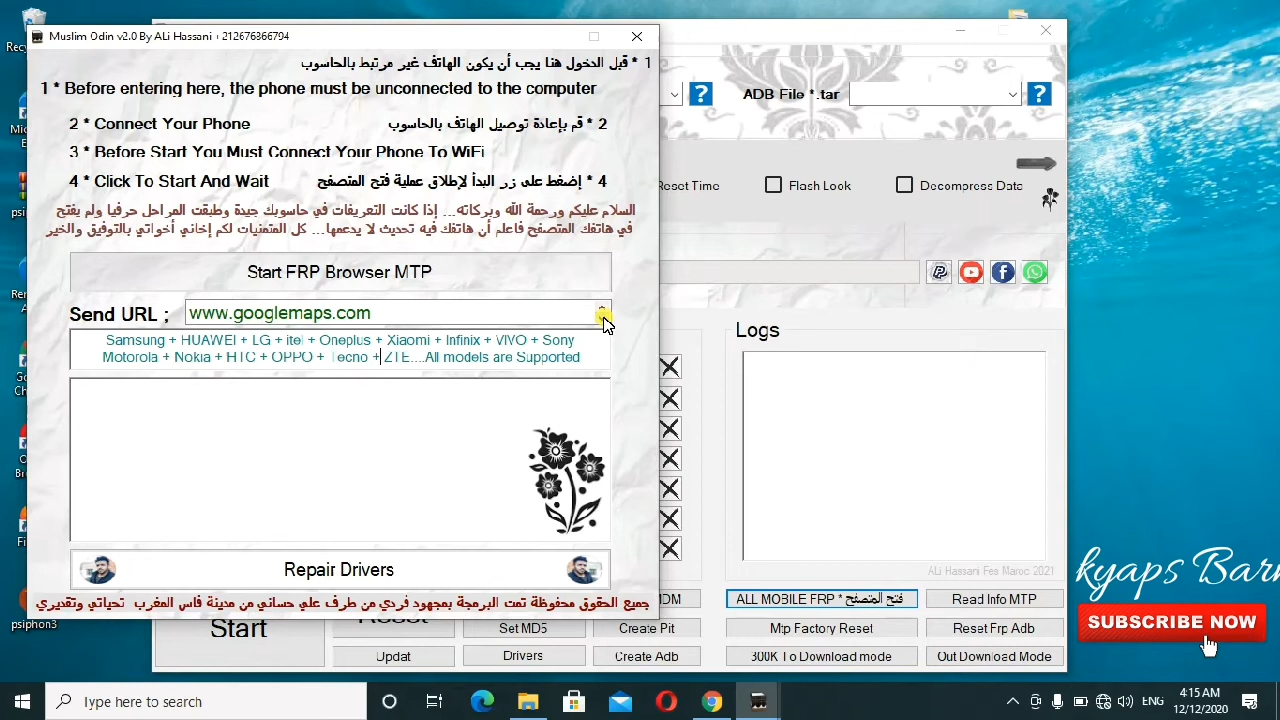 Muslim Odin v2.0 By ALi Hassani +212676866794
1 * قبل الدخول هنا يجب أن يكون الهاتف غير مرتبط بالحاسوب
1 * Before entering here, the phone must be unconnected to the computer
2 * Connect Your Phone
2 * قم بإعادة توصيل الهاتف بالحاسوب
3 * Before Start You Must Connect Your Phone To WiFi
4 * Click To Start And Wait
4 * إضغط على زر البدأ لإطلاق عملية فتح المتصفح
السلام عليكم ورحمة الله وبركاته... إذا كانت التعريفات في حاسوبك جيدة وطبقت المراحل حرفيا ولم يفتح
في هاتفك المتصفح فاعلم أن هاتفك فيه تحديث لا يدعمها... كل المتمنيات لكم إخاني أخواتي بالتوفيق والخير
Start FRP Browser MTP
Send URL ;
www.googlemaps.com
Samsung + HUAWEI + LG + itel + Oneplus + Xiaomi + Infinix + VIVO + Sony
Motorola + Nokia + HTC + OPPO + Tecno + ZTE....All models are Supported
Repair Drivers
جميع الحقوق محفوظة تمت البرمجة بمجهود فردي من طرف علي حساني من مدينة فاس المغرب تحياتي وتقديري
ADB File *.tar
Reset Time
Flash Look
Decompress Data
Logs
ALi Hassani Fes Maroc 2021
ALL MOBILE FRP * فتح المتصفح
Read Info MTP
Start
Set MD5
Create Pit
Mtp Factory Reset
Reset Frp Adb
Updat
Drivers
Create Adb
300K To Download mode
Out Download Mode
psiphon3
kyaps Bar
SUBSCRIBE NOW
Type here to search
ENG
4:15 AM
12/12/2020